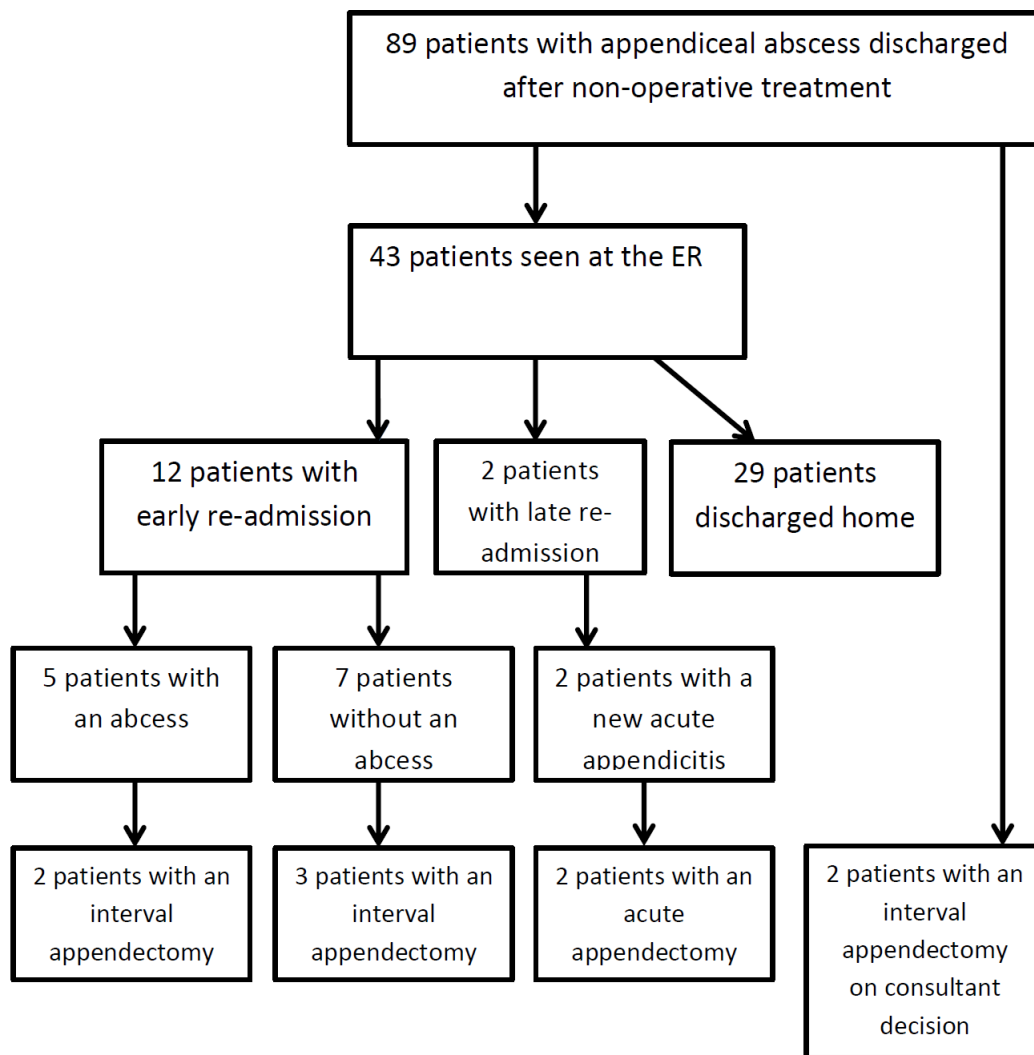 89 patients with appendiceal abscess discharged
after non-operative treatment
43 patients seen at the ER
12 patients with
early re-admission
2 patients
with late re-
admission
29 patients
discharged home
5 patients with
an abcess
7 patients
without an
abcess
2 patients with a
new acute
appendicitis
2 patients with an
interval
appendectomy
3 patients with an
interval
appendectomy
2 patients with an
acute
appendectomy
2 patients with an
interval
appendectomy
on consultant
decision